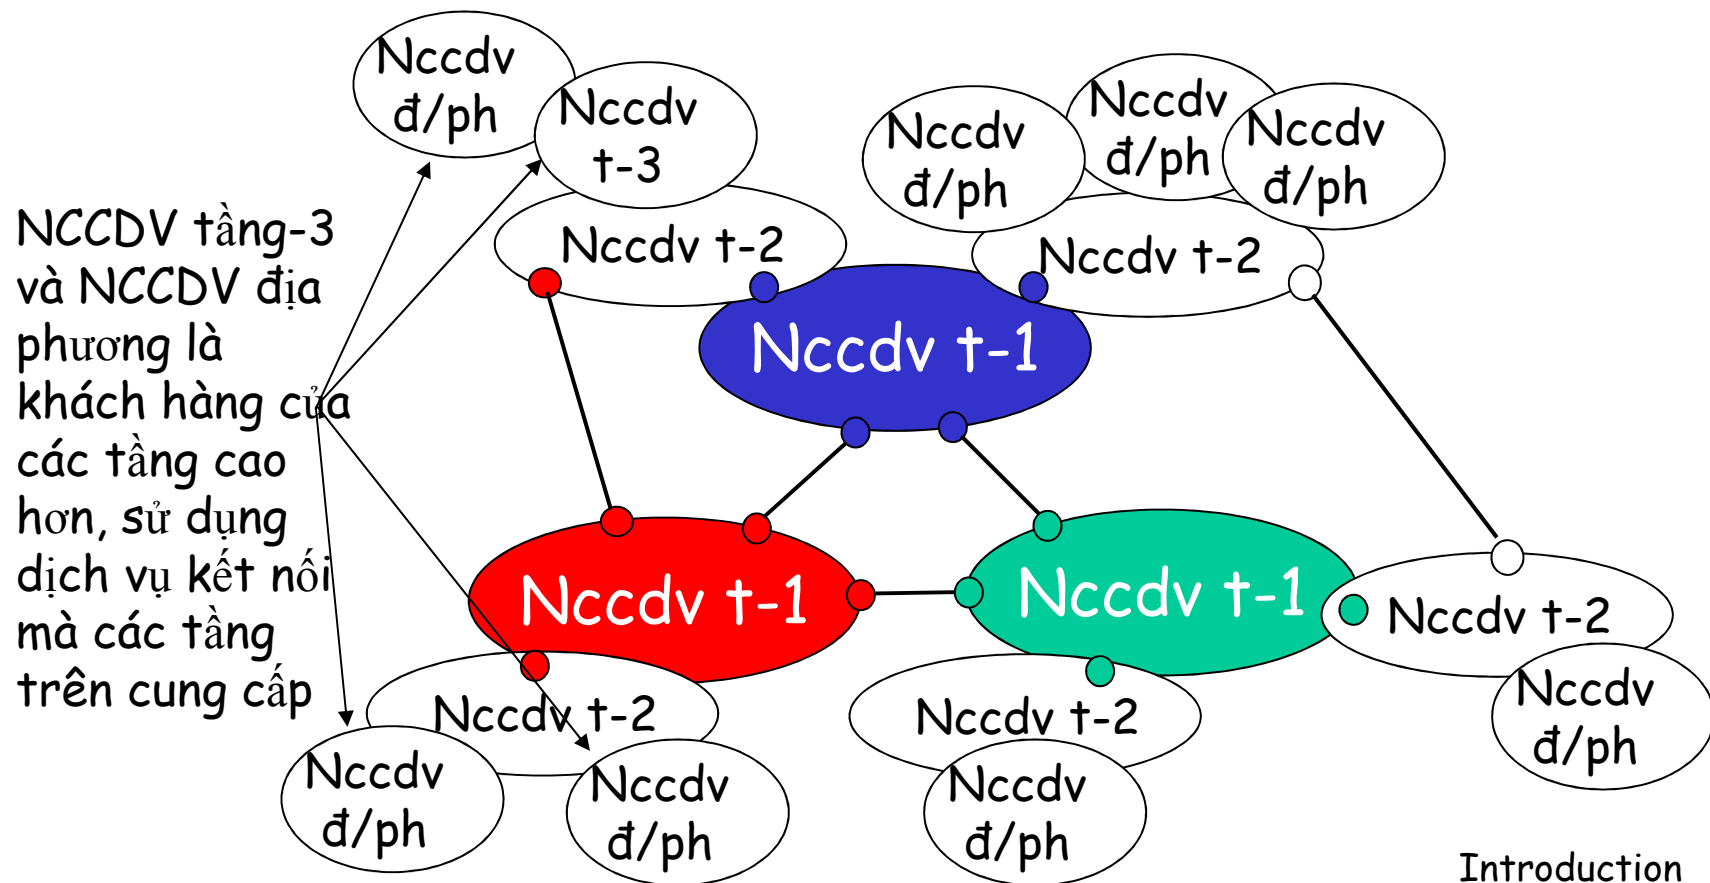 Nccdv
đ/ph
Nccdv
t-3
Nccdv
đ/ph
Nccdv
đ/ph
Nccdv
đ/ph
NCCDV tầng-3
và NCCDV địa
phương là
khách hàng của
các tầng cao
hơn, sử dụng
dịch vụ kết nối
mà các tầng
trên cung cấp
Nccdv t-2
Nccdv t-2
Nccdv t-1
Nccdv t-1
Nccdv t-1
Nccdv t-2
Nccdv t-2
Nccdv t-2
Nccdv
đ/ph
Nccdv
đ/ph
Nccdv
đ/ph
Nccdv
đ/ph
Introduction